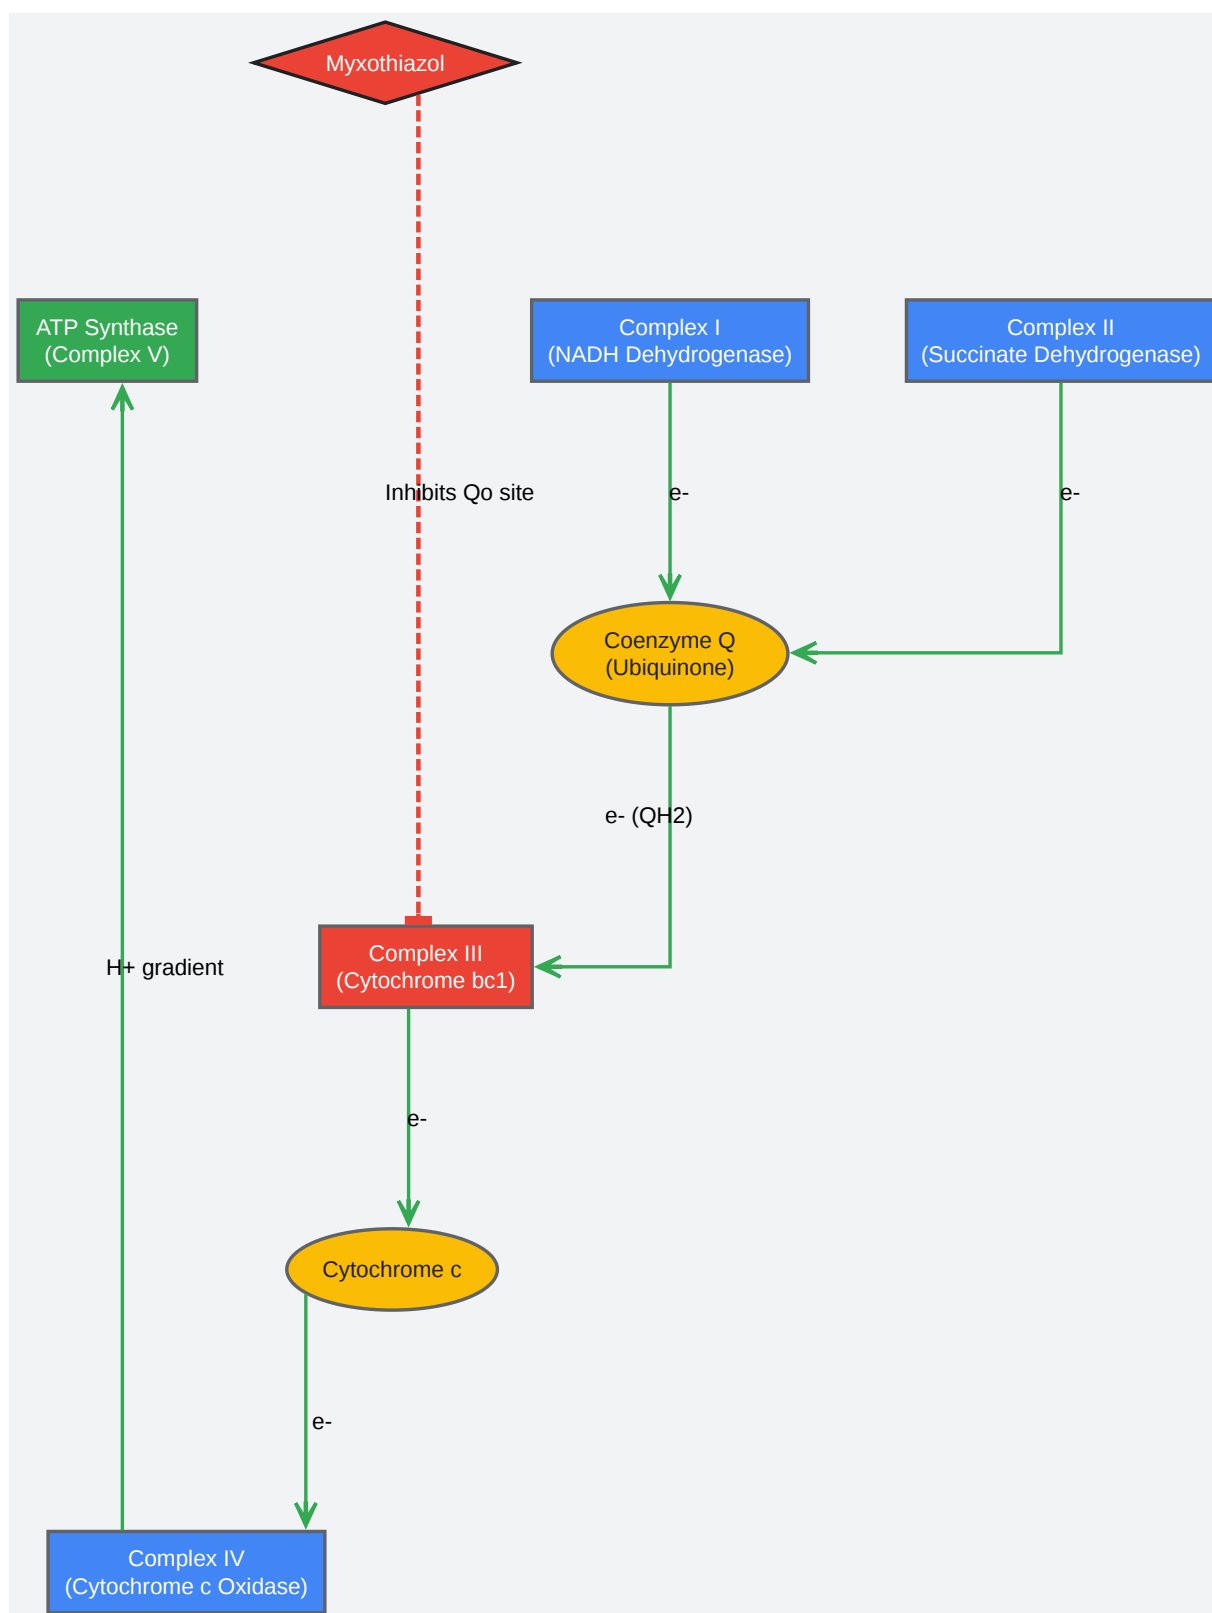 Myxothiazol
ATP Synthase
(Complex V)
Complex I
(NADH Dehydrogenase)
Complex II
(Succinate Dehydrogenase)
Inhibits Qo site
e-
e-
Coenzyme Q
(Ubiquinone)
e- (QH2)
Complex III
(Cytochrome bc1)
H+ gradient
e-
Cytochrome c
e-
Complex IV
(Cytochrome c Oxidase)